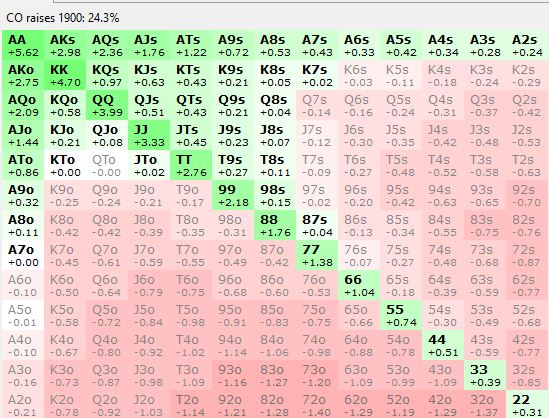 CO raises 1900: 24.3%
AA AKs AQs AJs ATs A9s A8s A7s A6s A5s A4s A3s A2s
+5.62 +2.98 +2.36 +1.76 +1.22 +0.72 +0.53 +0.43 +0.33 +0.42 +0.34 +0.28 +0.24
AKo KK KQs KJs KTs K9s K8s K7s K6s K5s K4s K3s K2s
+2.75 +4.70 +0.97 +0.63 +0.43 +0.21 +0.05 +0.02 -0.03 -0.11 -0.18 -0.24 -0.29
AQo KQo QQ QJs QTs Q9s Q8s Q7s Q6s Q5s Q4s Q3s Q2s
+2.09 +0.58 +3.99 +0.51 +0.43 +0.21 +0.04 -0.14 -0.16 -0.24 -0.31 -0.37 -0.42
AJo KJo QJo JJ JTs J9s J8s J7s J6s J5s J4s J3s J2s
+1.44 +0.21 +0.08 +3.33 +0.45 +0.23 +0.07 -0.12 -0.30 -0.35 -0.42 -0.48 -0.53
ATo KTo QTo JTo TT T9s T8s T7s T6s T5s T4s T3s T2s
+0.86 +0.00 -0.00 +0.02 +2.76 +0.27 +0.11 -0.09 -0.27 -0.48 -0.52 -0.58 -0.63
A9o K9o Q9o J9o T9o 99 98s 97s 96s 95s 94s 93s 92s
+0.32 -0.25 -0.24 -0.21 -0.17 +2.18 +0.15 -0.02 -0.20 -0.42 -0.63 -0.65 -0.70
A8o K8o Q8o J8o T8o 98o 88 87s 86s 85s 84s 83s 82s
+0.11 -0.42 -0.42 -0.39 -0.35 -0.31 +1.76 +0.04 -0.13 -0.34 -0.55 -0.75 -0.76
A7o K7o Q7o J7o T7o 97o 87o 77 76s 75s 74s 73s 72s
+0.00 -0.45 -0.61 -0.59 -0.55 -0.49 -0.42 +1.38 -0.07 -0.27 -0.48 -0.68 -0.87
A6o K6o Q6o J6o T6o 96o 86o 76o 66 65s 64s 63s 62s
-0.10 -0.50 -0.64 -0.79 -0.75 -0.68 -0.60 -0.53 +1.04 -0.18 -0.39 -0.59 -0.77
A5o K5o Q5o J5o T5o 95o 85o 75o 65o 55 54s 53s 52s
-0.01 -0.58 -0.72 -0.84 -0.98 -0.91 -0.83 -0.75 -0.66 +0.74 -0.30 -0.49 -0.68
A4o K4o Q4o J4o T4o 94o 84o 74o 64o 54o 44 43s 42s
-0.10 -0.67 -0.80 -0.92 -1.02 -1.14 -1.06 -0.98 -0.88 -0.78 +0.51 -0.59 -0.77
A3o K3o Q3o J3o T3o 93o 83o 73o 63o 53o 43o 33 32s
-0.16 -0.73 -0.87 -0.98 -1.09 -1.16 -1.27 -1.20 -1.09 -0.99 -1.09 +0.39 -0.85
A2o K2o Q2o J2o T2o 92o 82o 72o 62o 52o 42o 32o 22
-0.21 -0.78 -0.92 -1.03 -1.14 -1.21 -1.28 -1.40 -1.29 -1.19 -1.29 -1.37 +0.31